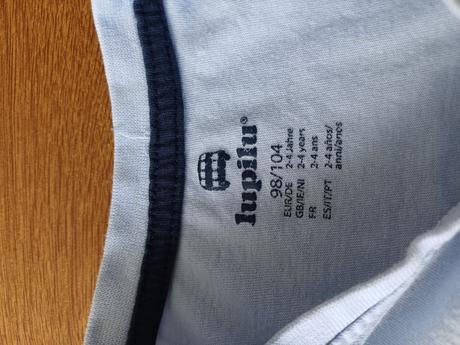 lupilu®
98/104
EUR/DE 2-4 Jahre
GB/IE/NI 2-4 years
FR 2-4 ans
ES/IT/PT 2-4 años/
anni/anos